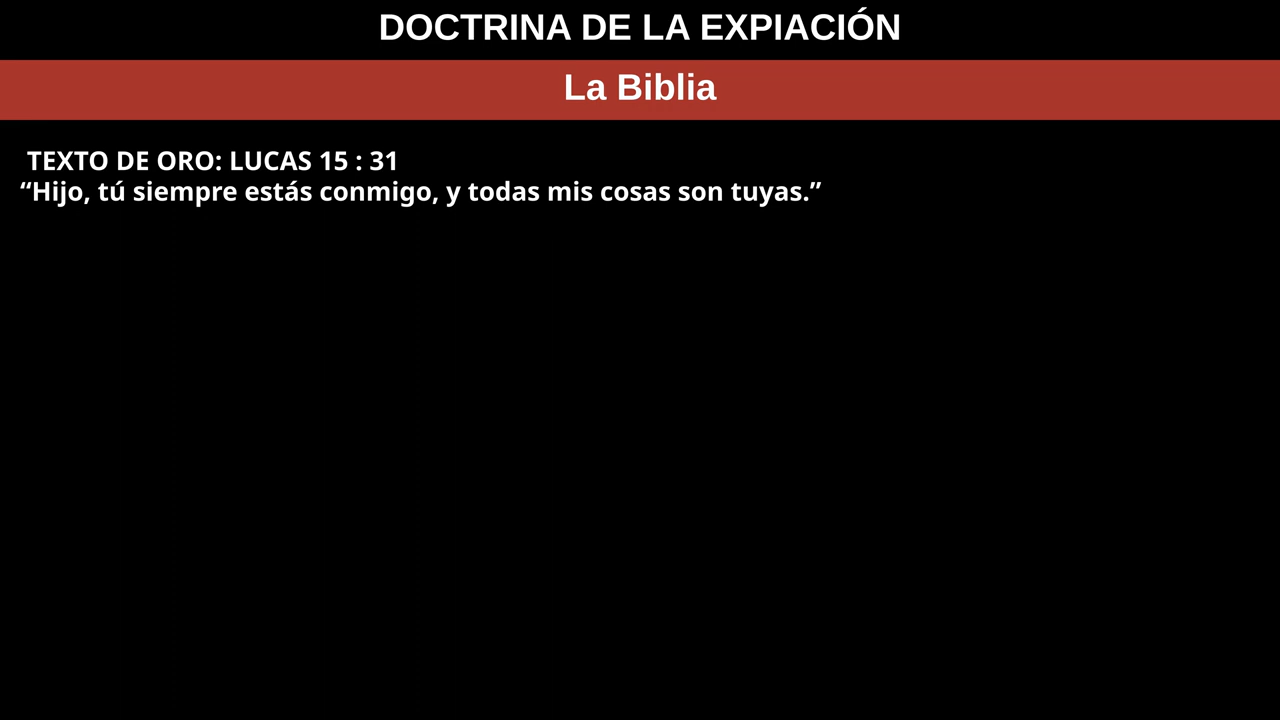 DOCTRINA DE LA EXPIACIÓN
La Biblia
TEXTO DE ORO: LUCAS 15 : 31
“Hijo, tú siempre estás conmigo, y todas mis cosas son tuyas.”